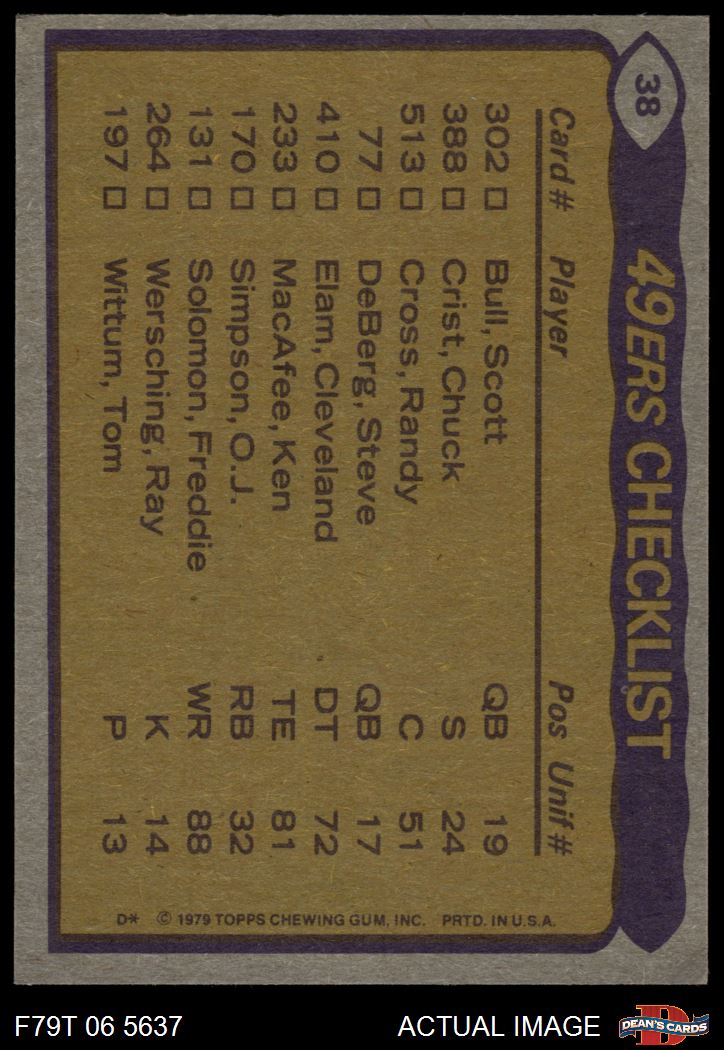 38
49ERS CHECKLIST
Card # Player Pos Unif #
302 □ Bull, Scott QB 19
388 □ Crist, Chuck S 24
513 □ Cross, Randy C 51
77 □ DeBerg, Steve QB 17
410 □ Elam, Cleveland DT 72
233 □ MacAfee, Ken TE 81
170 □ Simpson, O.J. RB 32
131 □ Solomon, Freddie WR 88
264 □ Wersching, Ray K 14
197 □ Wittum, Tom P 13
D* © 1979 TOPPS CHEWING GUM, INC. PRTD. IN U.S.A.
F79T 06 5637 ACTUAL IMAGE
D
DEAN'S CARDS